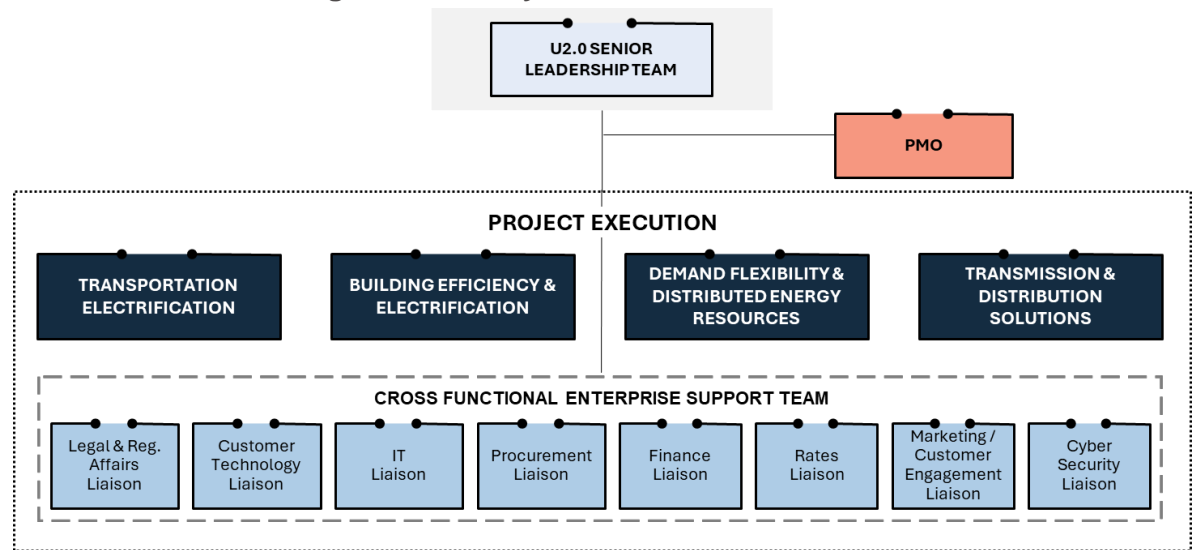 U2.0 SENIOR
LEADERSHIP TEAM
PMO
PROJECT EXECUTION
TRANSPORTATION
ELECTRIFICATION
BUILDING EFFICIENCY &
ELECTRIFICATION
DEMAND FLEXIBILITY &
DISTRIBUTED ENERGY
RESOURCES
TRANSMISSION &
DISTRIBUTION
SOLUTIONS
CROSS FUNCTIONAL ENTERPRISE SUPPORT TEAM
Legal & Reg.
Affairs
Liaison
Customer
Technology
Liaison
IT
Liaison
Procurement
Liaison
Finance
Liaison
Rates
Liaison
Marketing /
Customer
Engagement
Liaison
Cyber
Security
Liaison